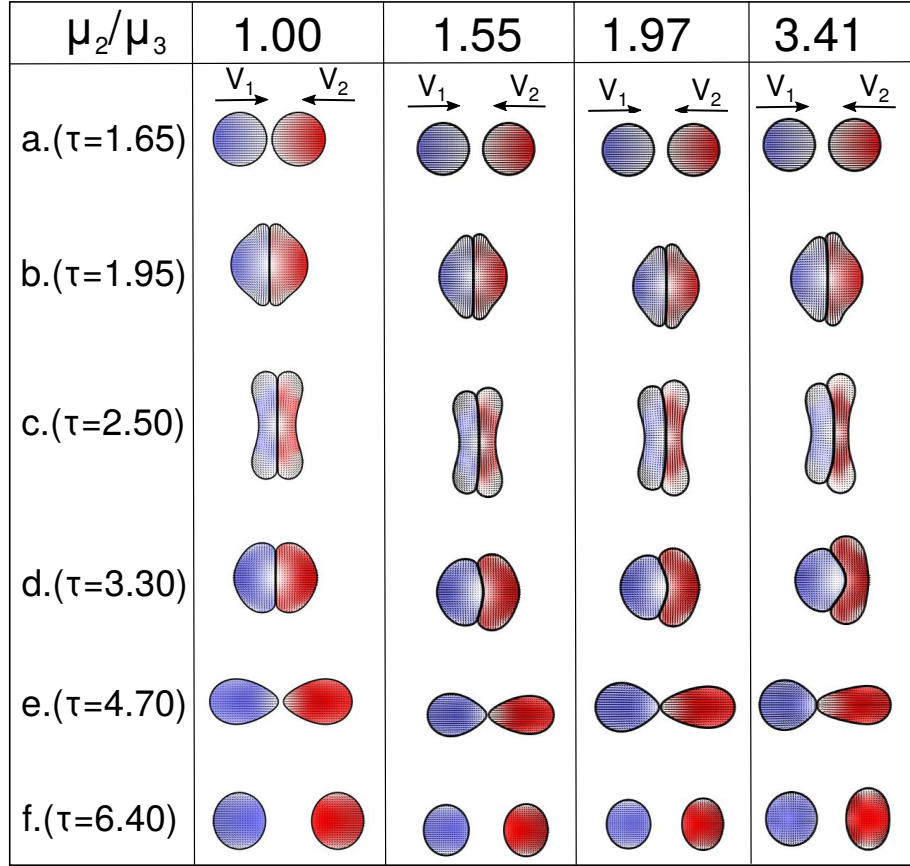 μ₂/μ₃ 1.00 1.55 1.97 3.41
V₁ V₂ V₁ V₂ V₁ V₂ V₁ V₂
a.(τ=1.65)
b.(τ=1.95)
c.(τ=2.50)
d.(τ=3.30)
e.(τ=4.70)
f.(τ=6.40)